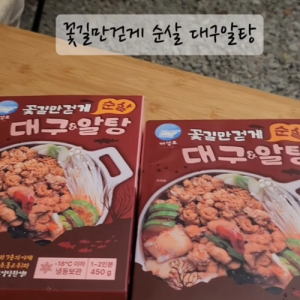 꽃길만걷게 순살 대구알탕
꽃길만걷게
순살
대구&알탕
-18℃ 이하
냉동보관
1~2인분
450 g
꽃길만걷게
순살
대구&알탕